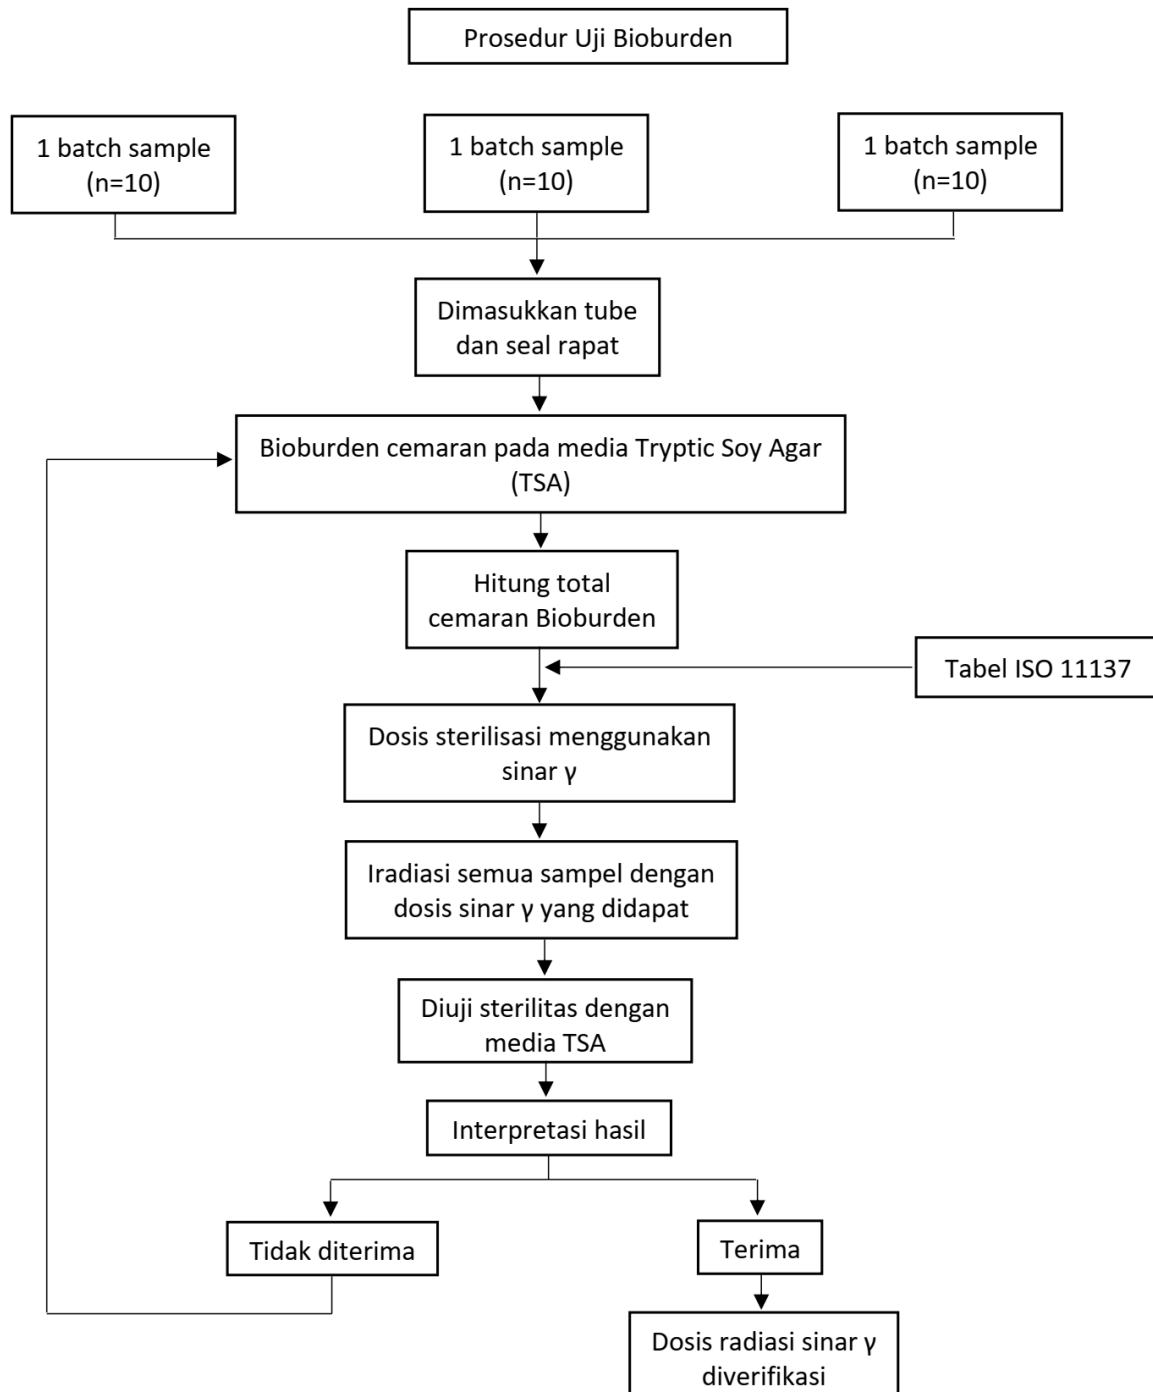 Prosedur Uji Bioburden
1 batch sample
(n=10)
1 batch sample
(n=10)
1 batch sample
(n=10)
Dimasukkan tube
dan seal rapat
Bioburden cemaran pada media Tryptic Soy Agar
(TSA)
Hitung total
cemaran Bioburden
Tabel ISO 11137
Dosis sterilisasi menggunakan
sinar γ
Iradiasi semua sampel dengan
dosis sinar γ yang didapat
Diuji sterilitas dengan
media TSA
Interpretasi hasil
Tidak diterima
Terima
Dosis radiasi sinar γ
diverifikasi